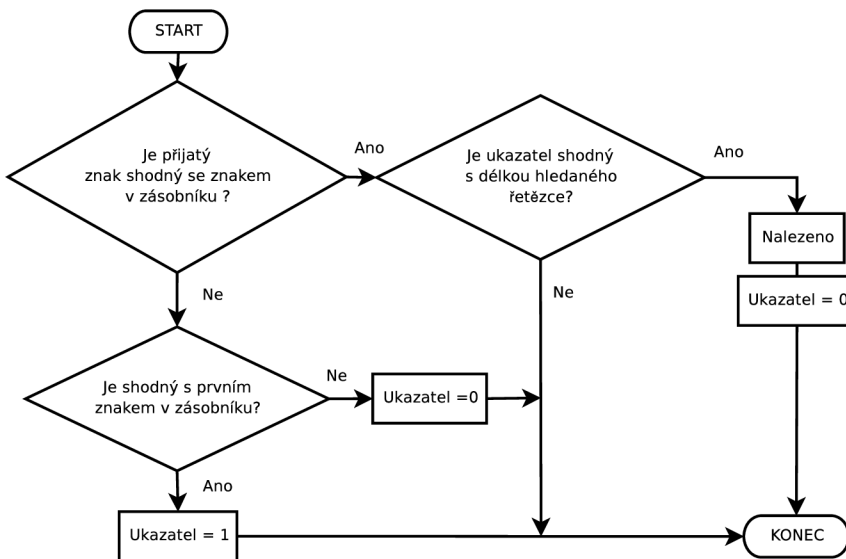 START
Je přijatý
znak shodný se znakem
v zásobníku ?
Ano
Je ukazatel shodný
s délkou hledaného
řetězce?
Ano
Nalezeno
Ukazatel = 0
Ne
Ne
Je shodný s prvním
znakem v zásobníku?
Ne
Ukazatel =0
Ano
Ukazatel = 1
KONEC